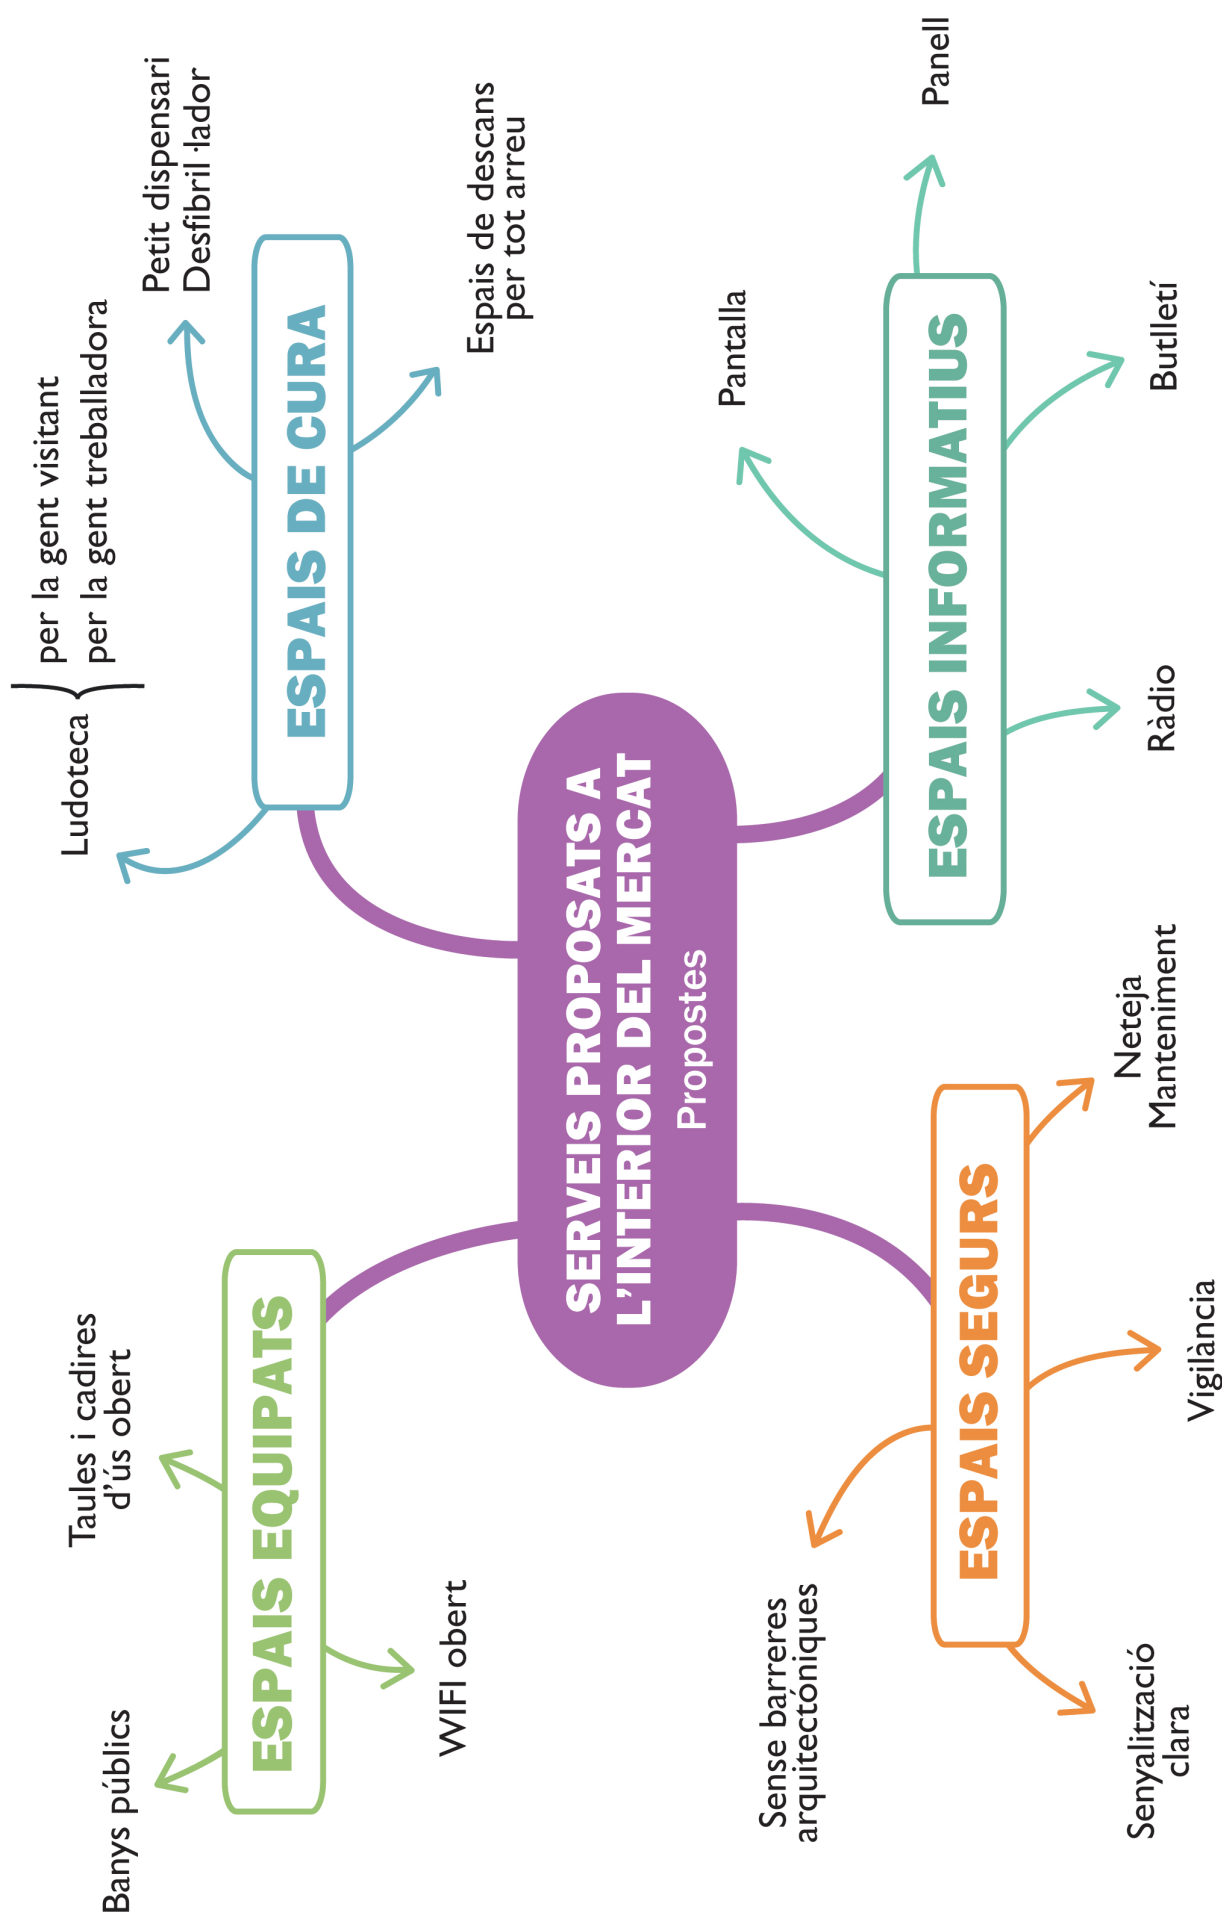 Banys públics
Taules i cadires
d'ús obert
ESPAIS EQUIPATS
WIFI obert
Ludoteca
per la gent visitant
per la gent treballadora
Petit dispensari
Desfibril·lador
ESPAIS DE CURA
Espais de descans
per tot arreu
SERVEIS PROPOSATS A
L'INTERIOR DEL MERCAT
Propostes
Sense barreres
arquitectóniques
ESPAIS SEGURS
Senyalització
clara
Vigilància
Neteja
Manteniment
Pantalla
Panell
ESPAIS INFORMATIUS
Ràdio
Butlletí